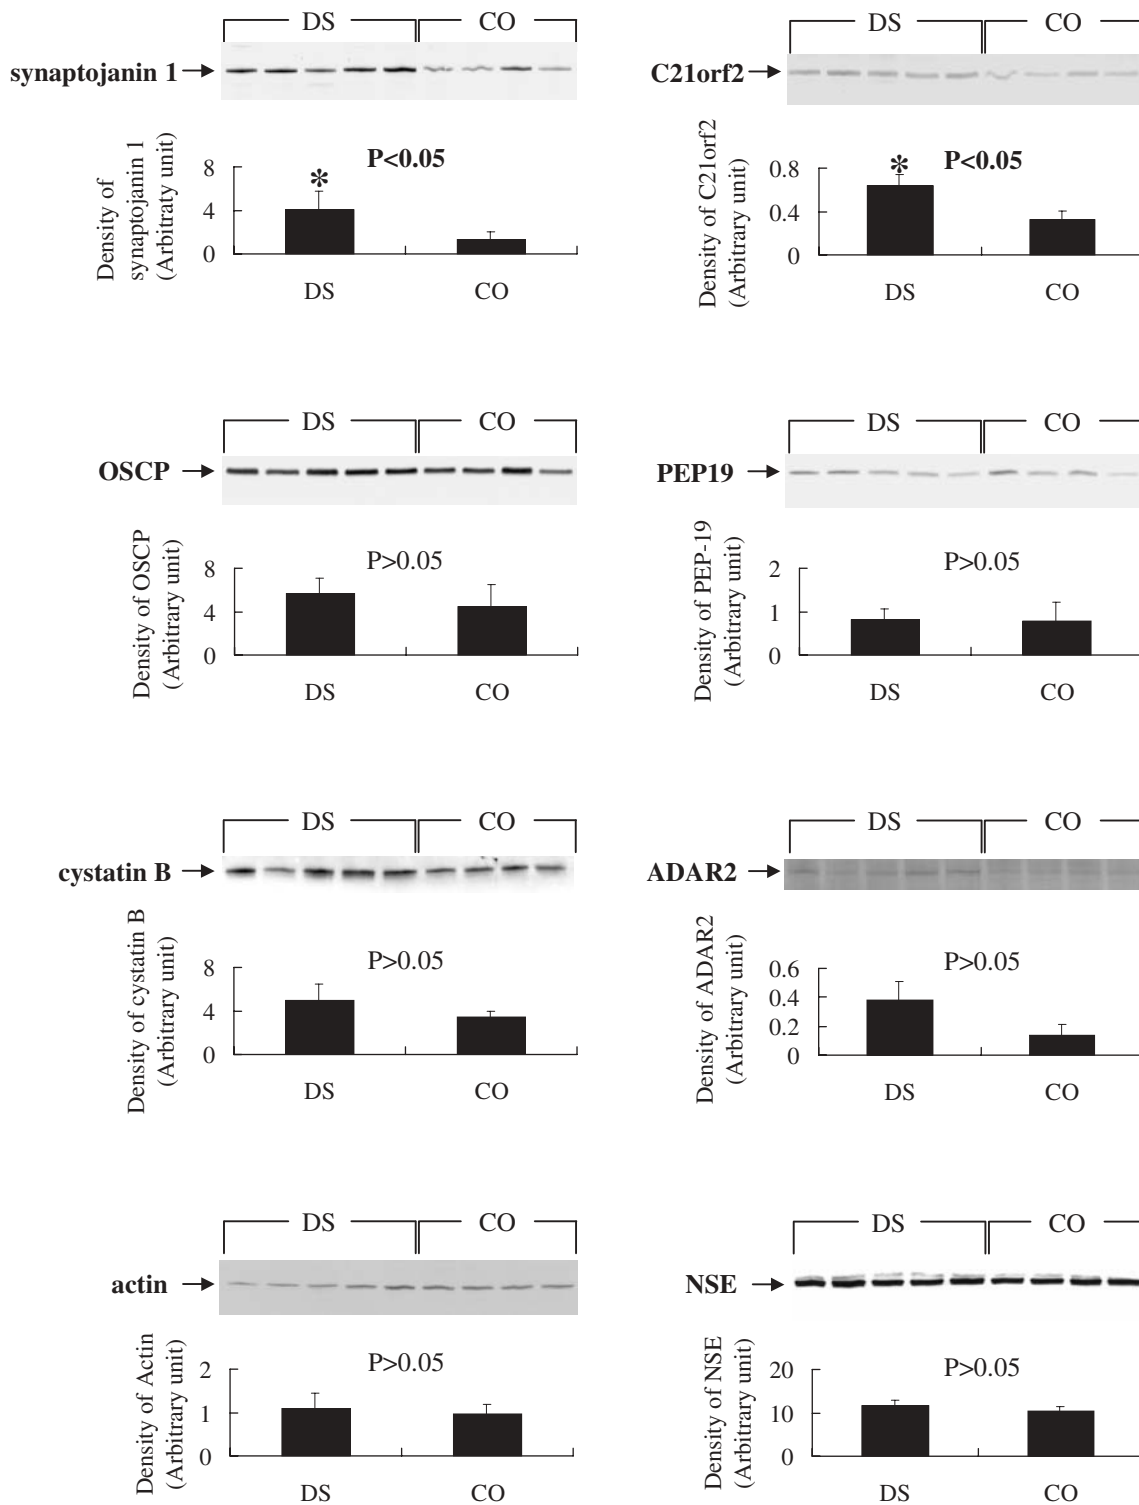 DS CO
synaptojanin 1
Density of
synaptojanin 1
(Arbitraty unit)
8
4
0
P<0.05
*
DS CO
DS CO
C21orf2
Density of C21orf2
(Arbitrary unit)
0.8
0.4
0
P<0.05
*
DS CO
DS CO
OSCP
Density of OSCP
(Arbitrary unit)
8
4
0
P>0.05
DS CO
DS CO
PEP19
Density of PEP-19
(Arbitrary unit)
2
1
0
P>0.05
DS CO
DS CO
cystatin B
Density of cystatin B
(Arbitrary unit)
8
4
0
P>0.05
DS CO
DS CO
ADAR2
Density of ADAR2
(Arbitrary unit)
0.6
0.4
0.2
0
P>0.05
DS CO
DS CO
actin
Density of Actin
(Arbitrary unit)
2
1
0
P>0.05
DS CO
DS CO
NSE
Density of NSE
(Arbitrary unit)
20
10
0
P>0.05
DS CO